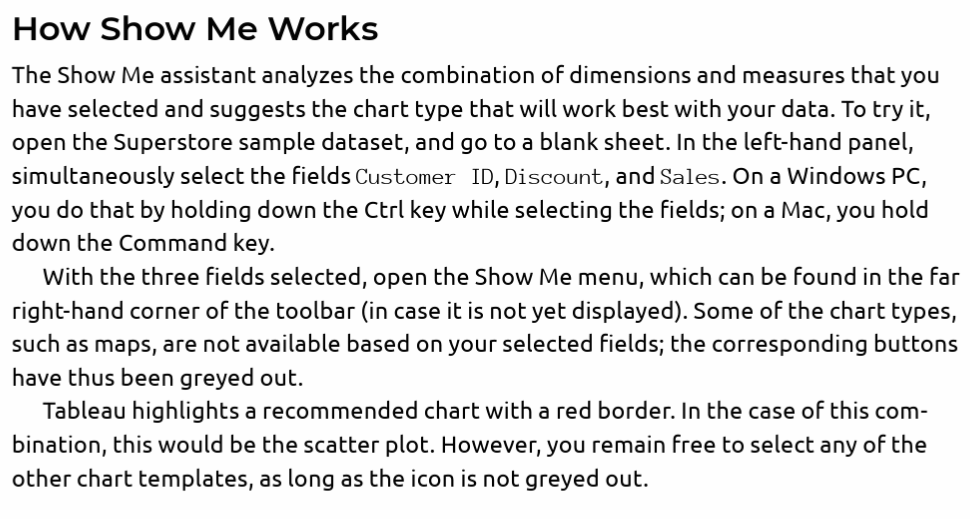 How Show Me Works
The Show Me assistant analyzes the combination of dimensions and measures that you
have selected and suggests the chart type that will work best with your data. To try it,
open the Superstore sample dataset, and go to a blank sheet. In the left-hand panel,
simultaneously select the fields Customer ID, Discount, and Sales. On a Windows PC,
you do that by holding down the Ctrl key while selecting the fields; on a Mac, you hold
down the Command key.
With the three fields selected, open the Show Me menu, which can be found in the far
right-hand corner of the toolbar (in case it is not yet displayed). Some of the chart types,
such as maps, are not available based on your selected fields; the corresponding buttons
have thus been greyed out.
Tableau highlights a recommended chart with a red border. In the case of this com-
bination, this would be the scatter plot. However, you remain free to select any of the
other chart templates, as long as the icon is not greyed out.